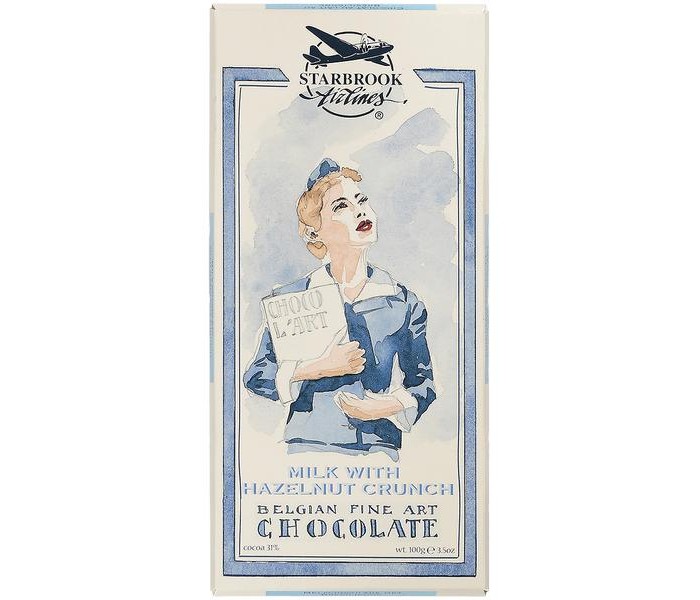 STARBROOK
Airlines
®
CHOCO
L'ART
MILK WITH
HAZELNUT CRUNCH
BELGIAN FINE ART
CHOCOLATE
cocoa 31% wt. 100g ℮ 3.5oz